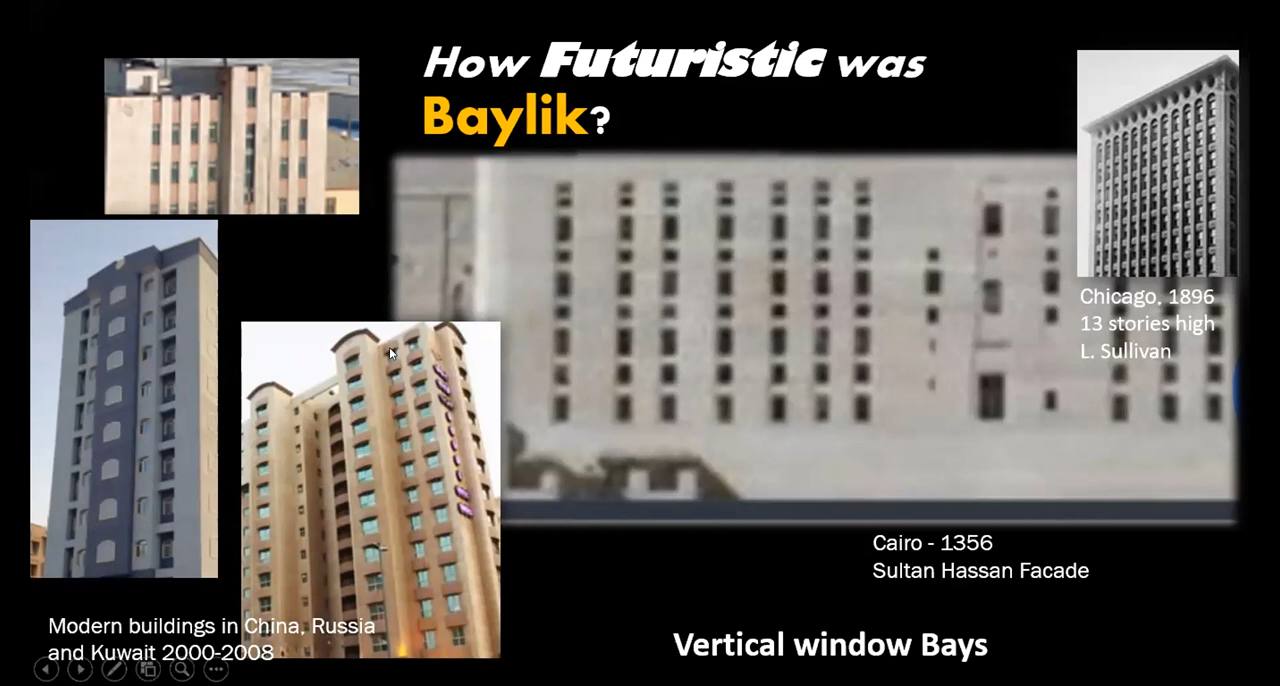 How Futuristic was
Baylik?
Chicago, 1896
13 stories high
L. Sullivan
Cairo - 1356
Sultan Hassan Facade
Modern buildings in China, Russia
and Kuwait 2000-2008
Vertical window Bays